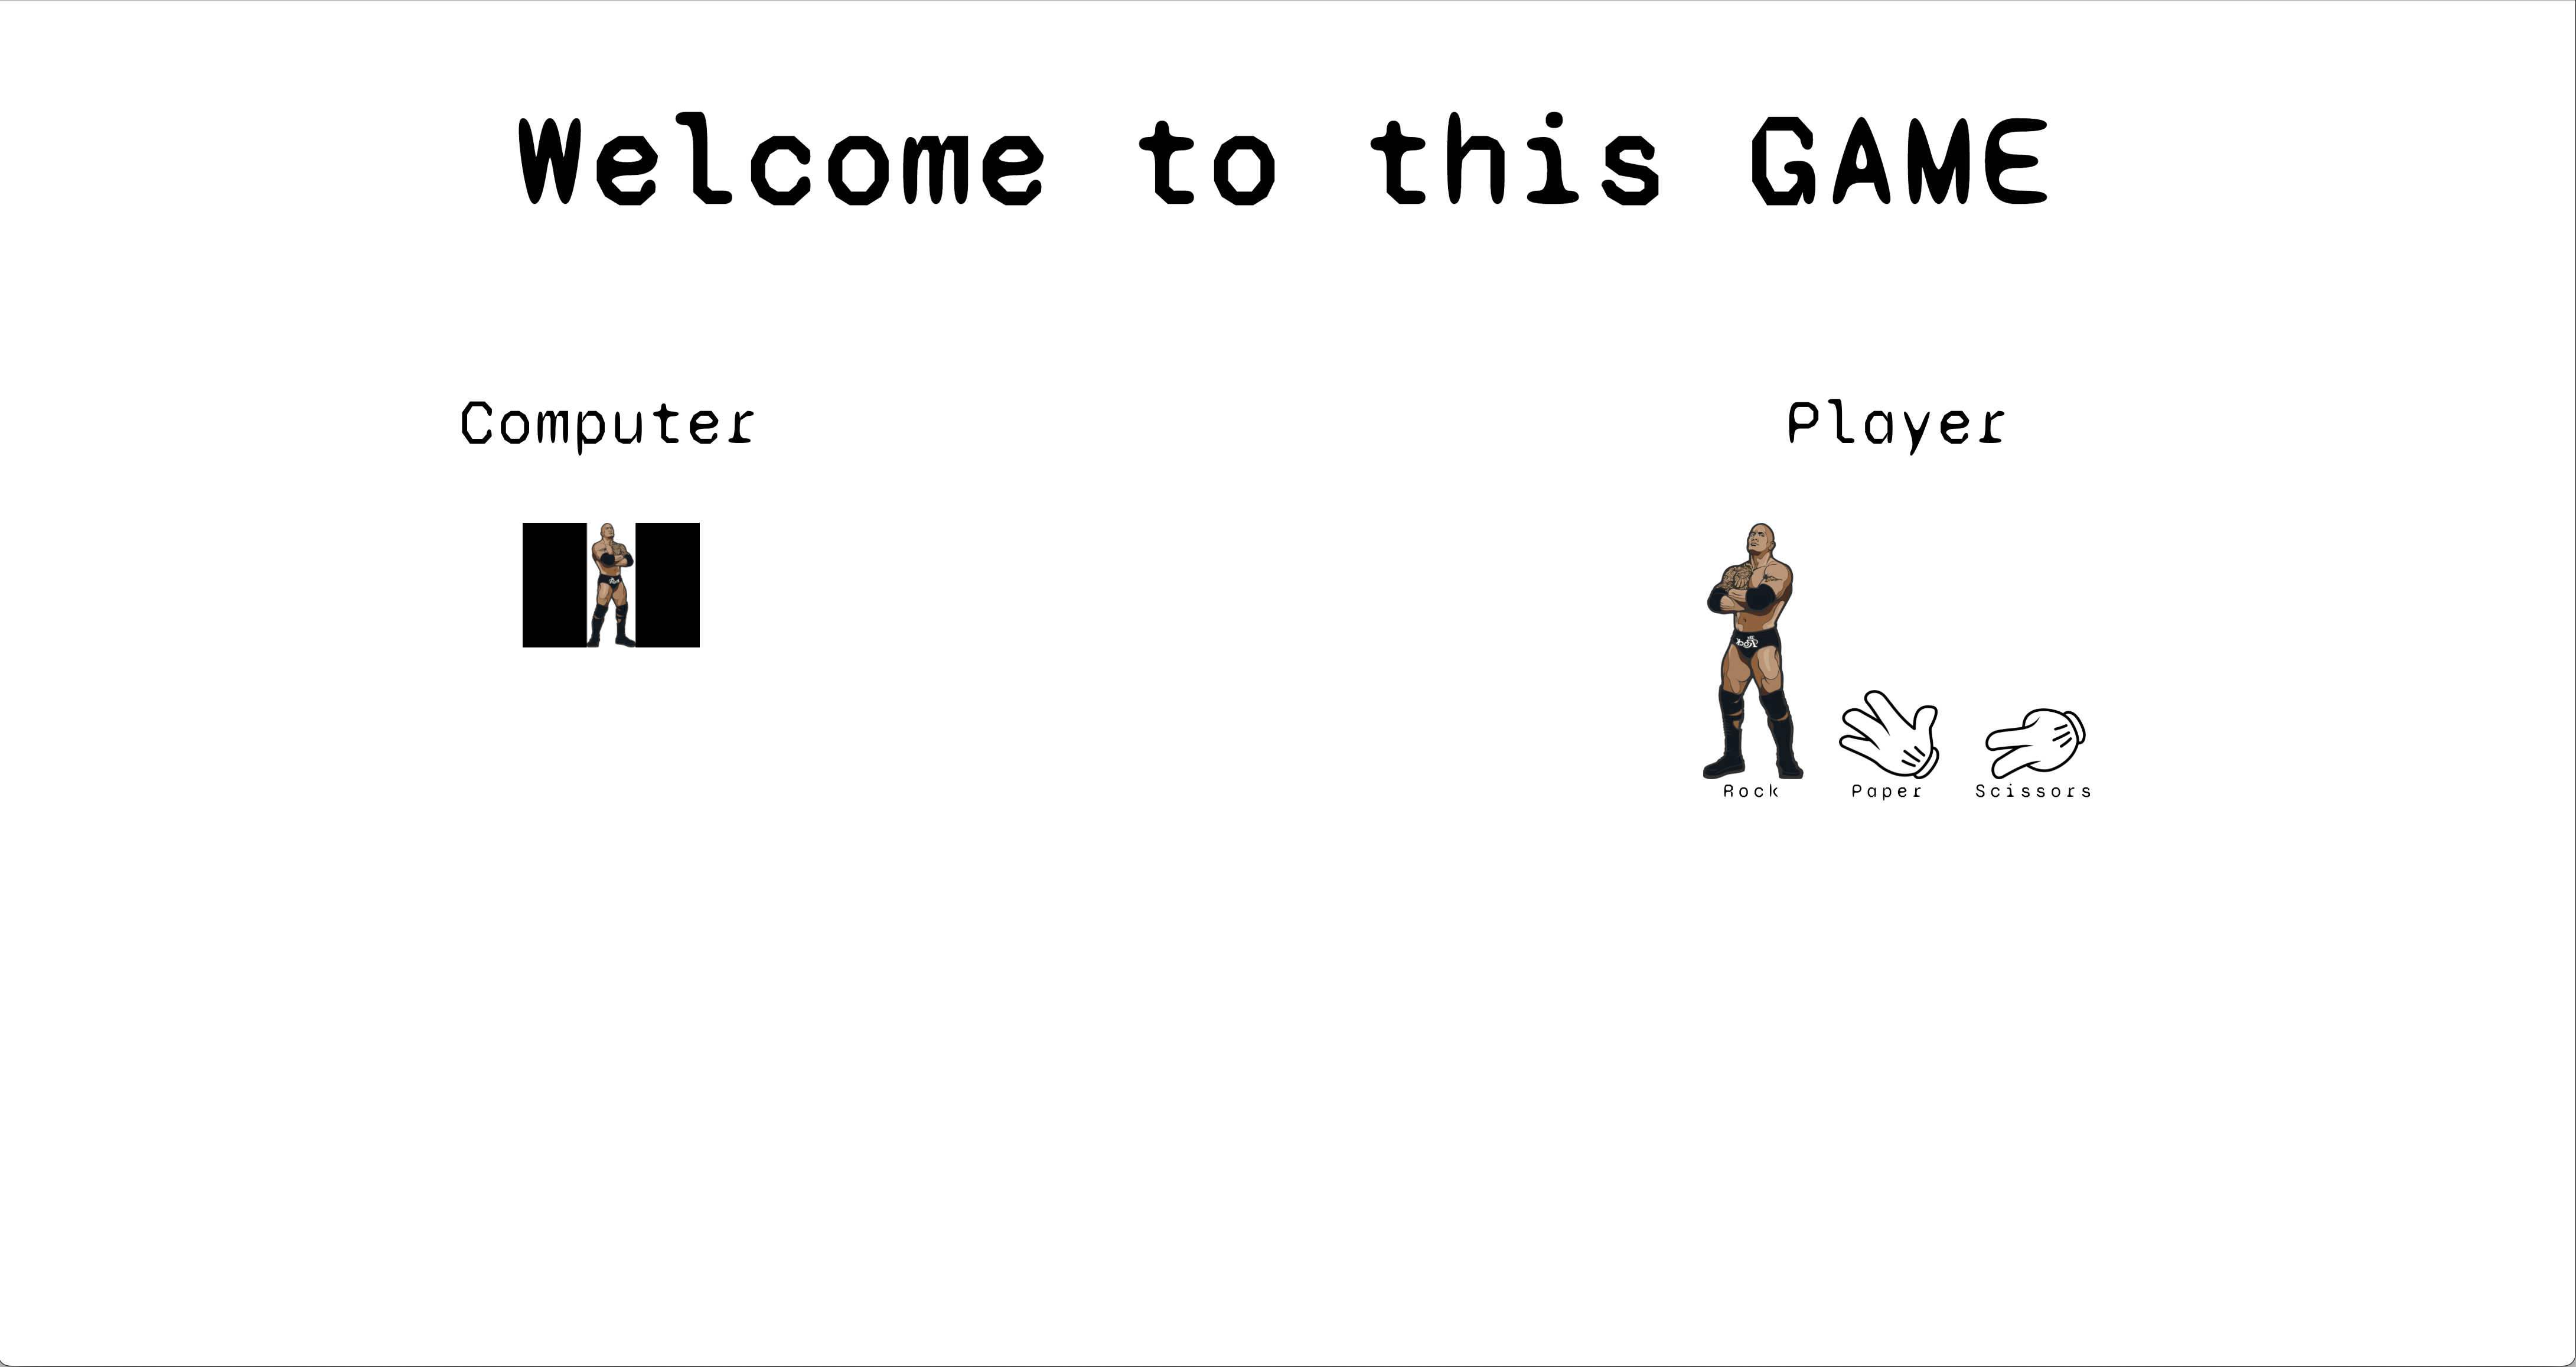 Welcome to this GAME
Computer
Player
Rock
Paper
Scissors